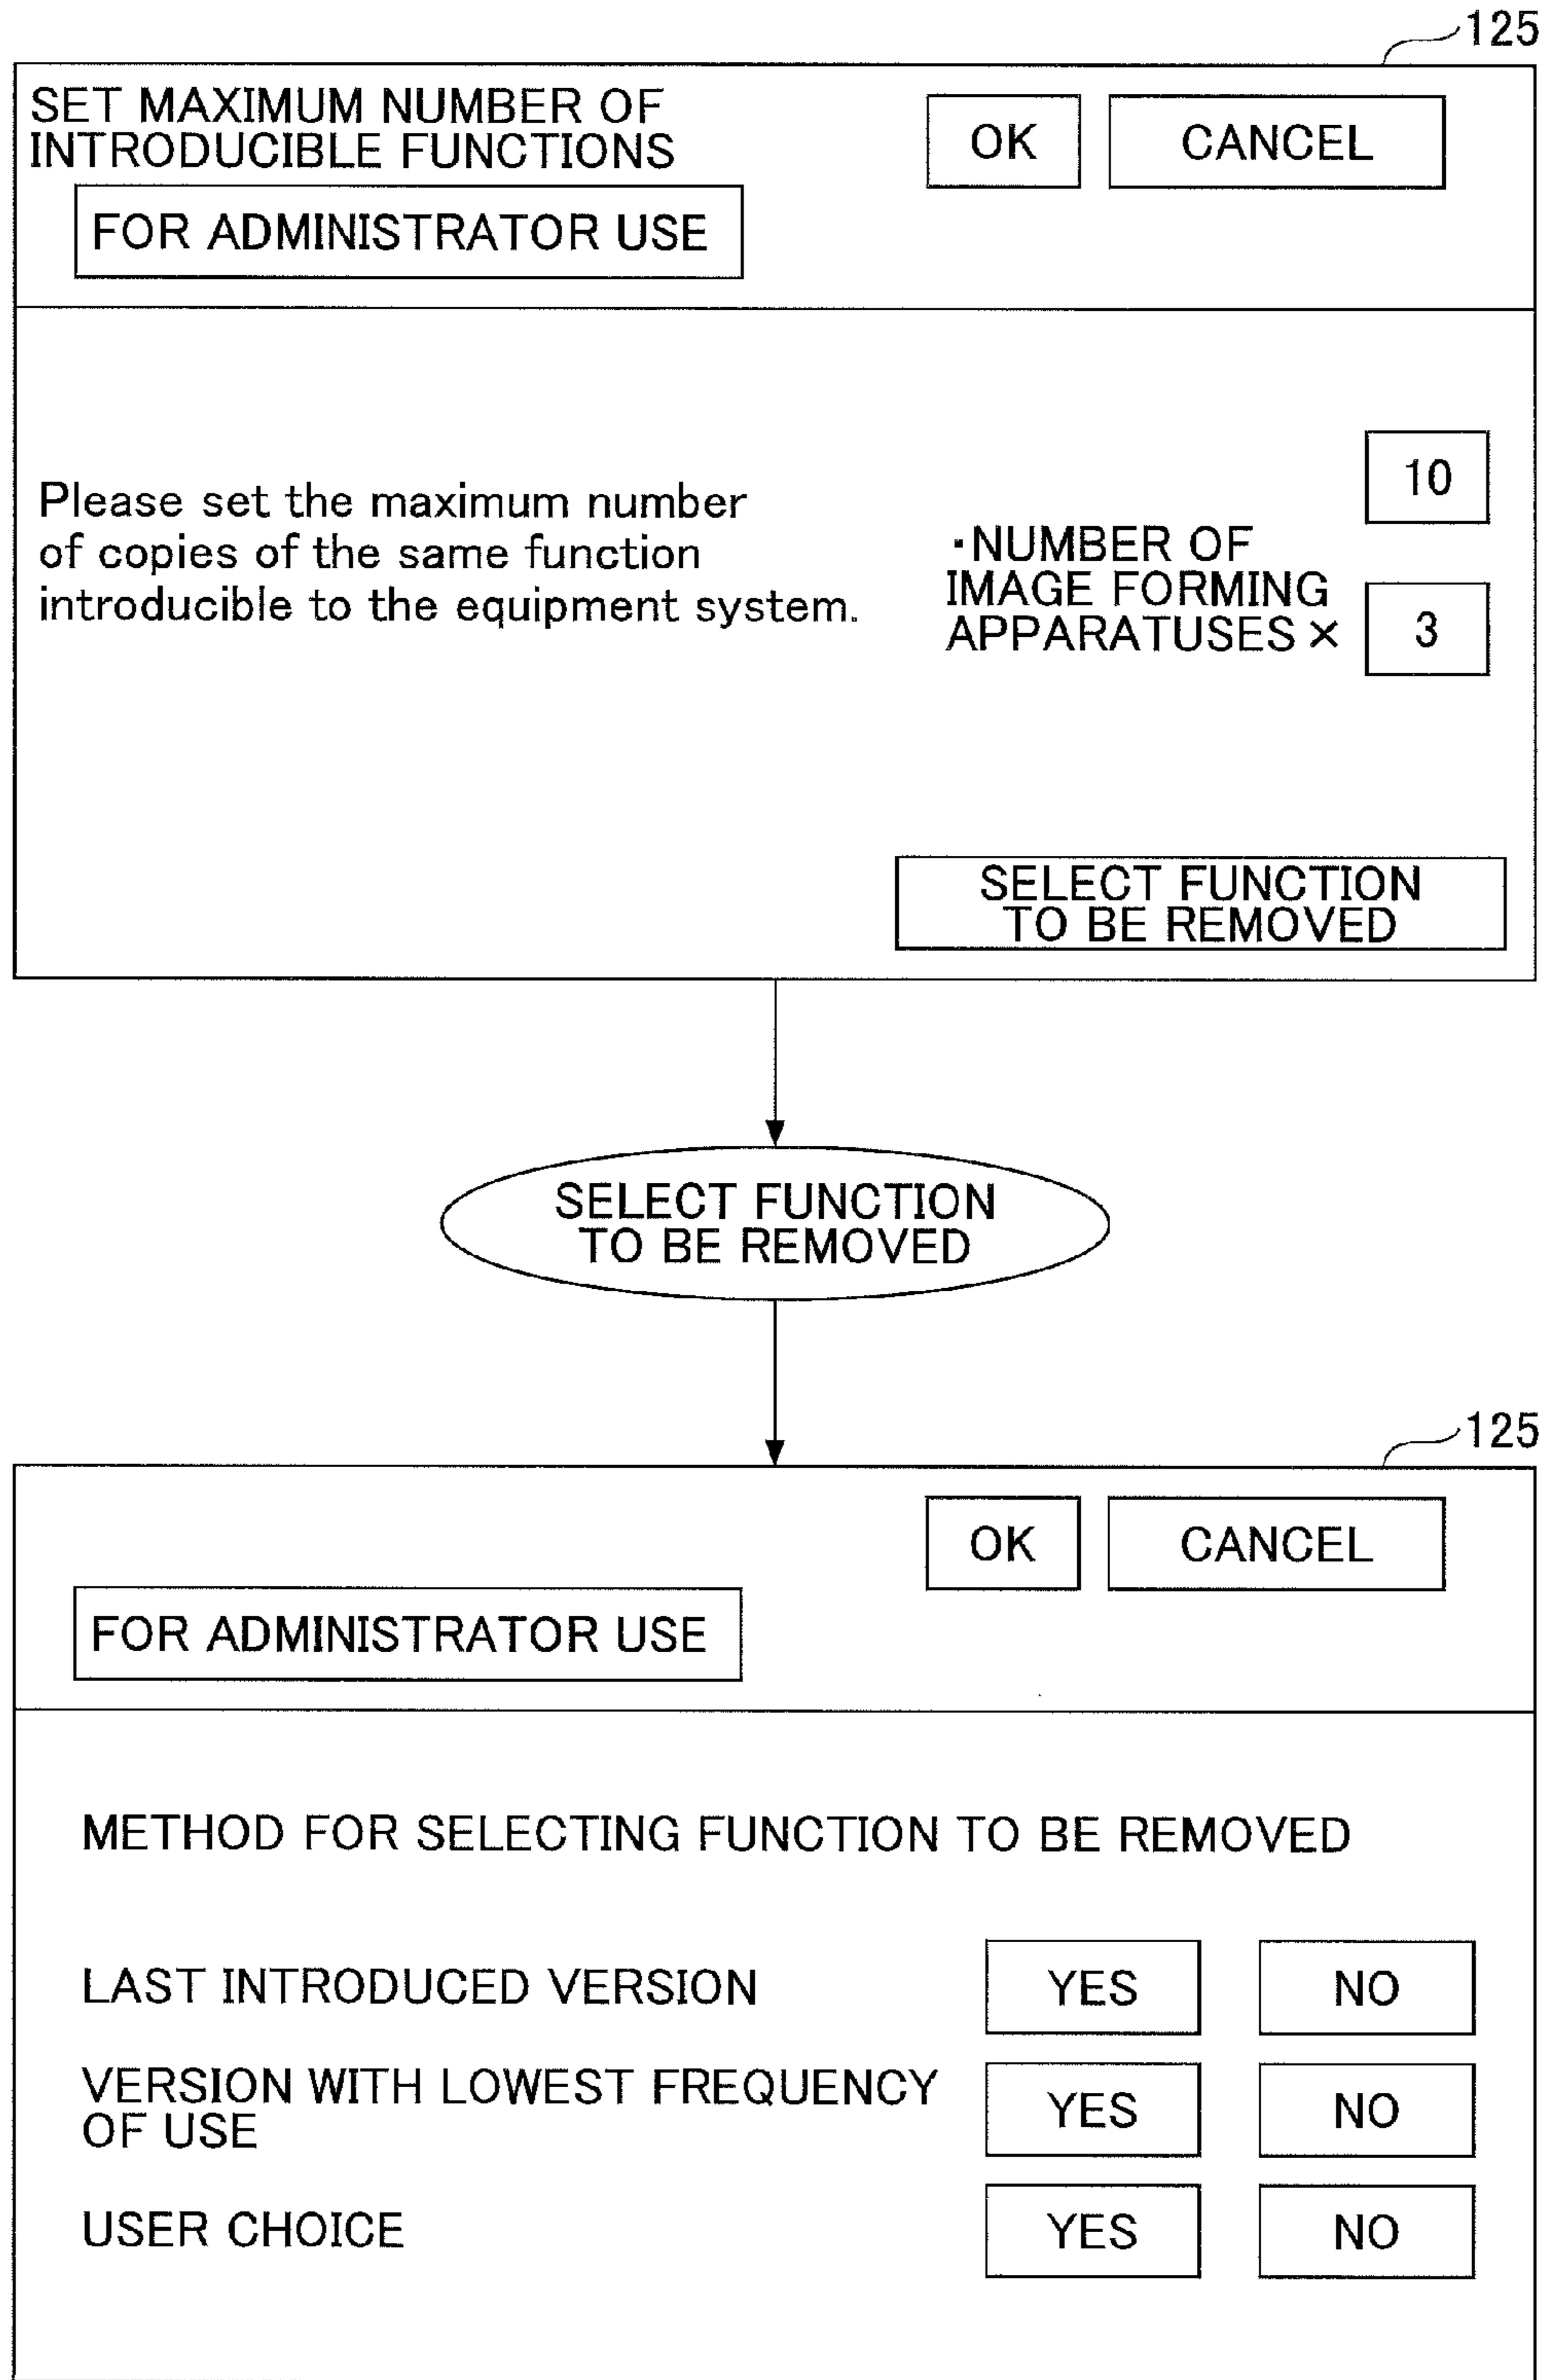 125
SET MAXIMUM NUMBER OF
INTRODUCIBLE FUNCTIONS
OK
CANCEL
FOR ADMINISTRATOR USE
Please set the maximum number
of copies of the same function
introducible to the equipment system.
10
・NUMBER OF
IMAGE FORMING
APPARATUSES ×
3
SELECT FUNCTION
TO BE REMOVED
SELECT FUNCTION
TO BE REMOVED
125
OK
CANCEL
FOR ADMINISTRATOR USE
METHOD FOR SELECTING FUNCTION TO BE REMOVED
LAST INTRODUCED VERSION
YES
NO
VERSION WITH LOWEST FREQUENCY
OF USE
YES
NO
USER CHOICE
YES
NO